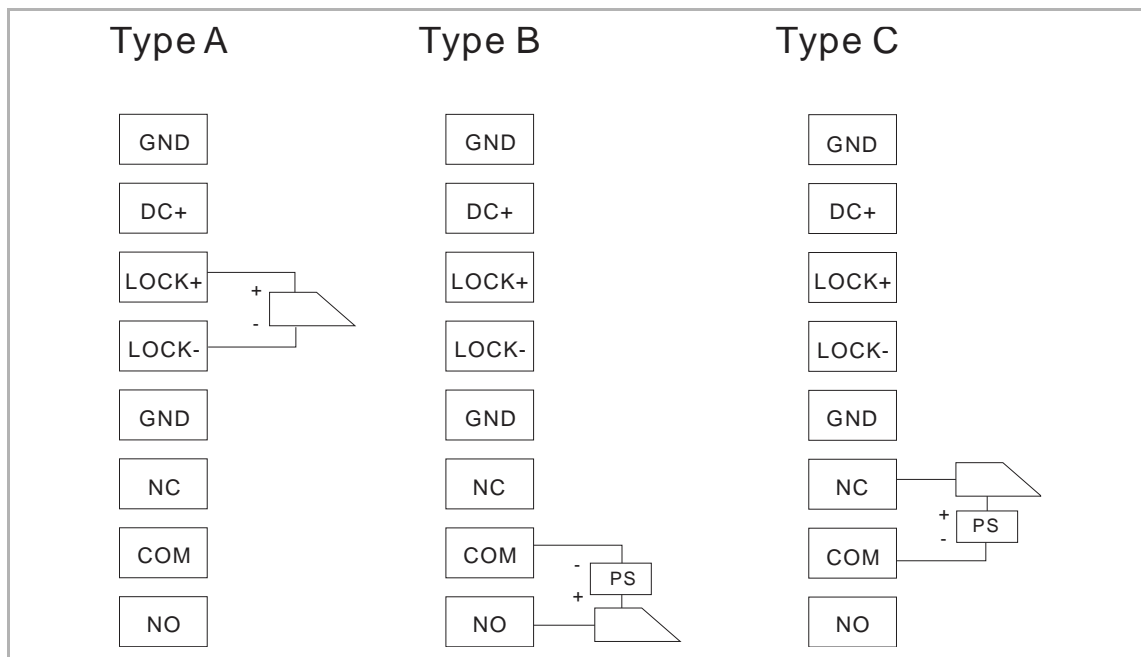 Type A Type B Type C
GND GND GND
DC+ DC+ DC+
LOCK+ LOCK+ LOCK+
+
-
LOCK- LOCK- LOCK-
GND GND GND
NC NC NC
+
PS
-
COM COM COM
-
PS
+
NO NO NO